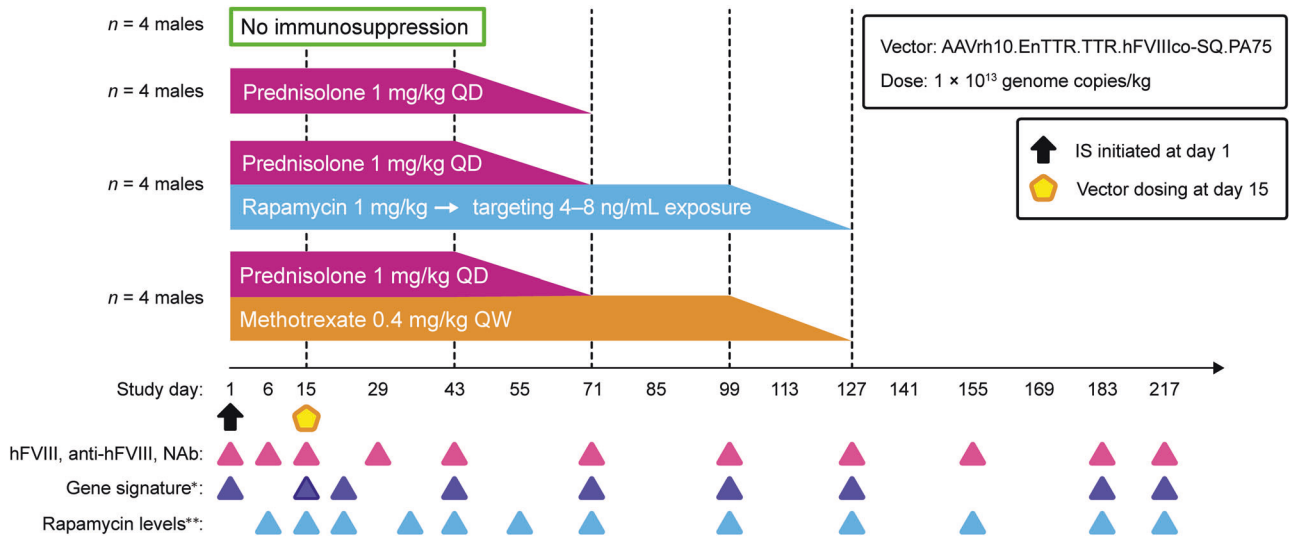 n = 4 males
No immunosuppression
n = 4 males
Prednisolone 1 mg/kg QD
n = 4 males
Prednisolone 1 mg/kg QD
Rapamycin 1 mg/kg → targeting 4–8 ng/mL exposure
n = 4 males
Prednisolone 1 mg/kg QD
Methotrexate 0.4 mg/kg QW
Vector: AAVrh10.EnTTR.TTR.hFVIIIco-SQ.PA75
Dose: 1 × 10¹³ genome copies/kg
IS initiated at day 1
Vector dosing at day 15
Study day: 1 6 15 29 43 55 71 85 99 113 127 141 155 169 183 217
hFVIII, anti-hFVIII, NAb:
Gene signature*:
Rapamycin levels**: